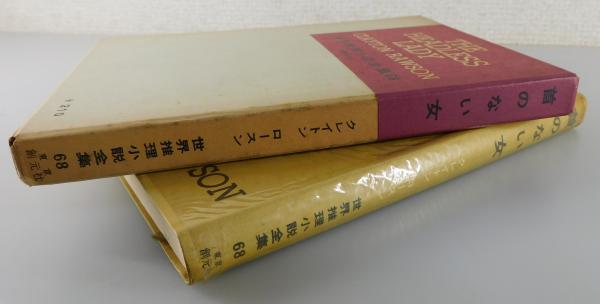 THE
HEADLESS
LADY
CLAYTON RAWSON
首のない女
クレイトン ロースン
世界推理小説全集
68
東京
創元社
¥210
首のない女
SON
世界推理小説全集
68
東京
創元